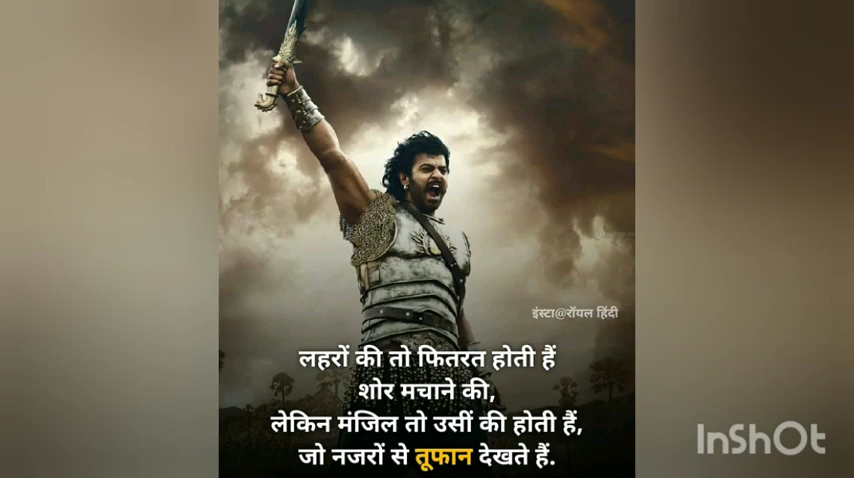 इंस्टा@रॉयल हिंदी
लहरों की तो फितरत होती हैं
शोर मचाने की,
लेकिन मंजिल तो उसीं की होती हैं,
जो नजरों से तूफान देखते हैं.
InShOt